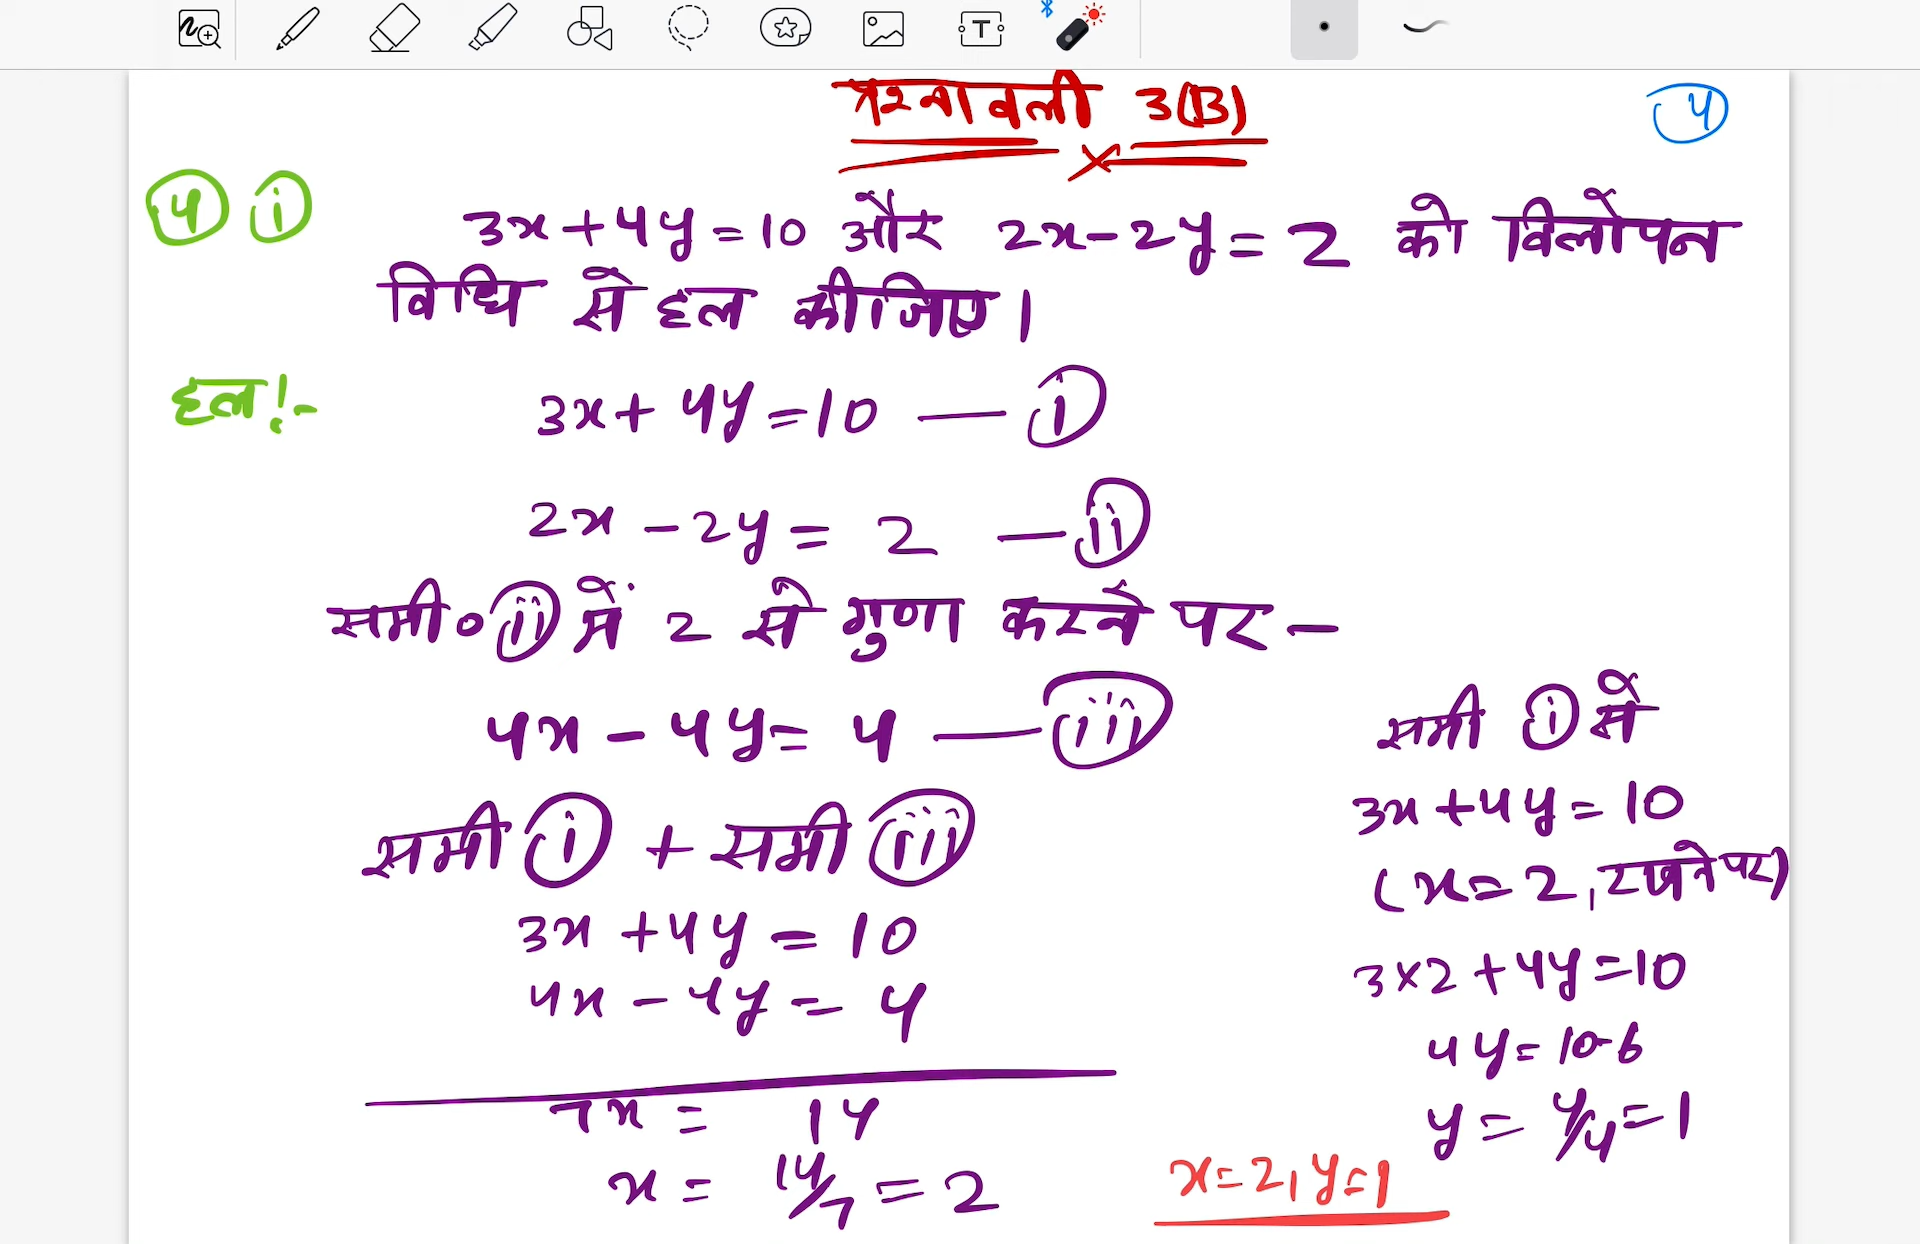 प्रश्नावली 3(B)
4
4 i 3x+4y=10 और 2x-2y=2 को विलोपन
विधि से हल कीजिए।
हल!- 3x+4y=10 — i
2x-2y=2 — ii
समी० ii में 2 से गुणा करने पर -
4x-4y=4 — iii
समी i + समी iii
3x+4y=10
4x-4y=4
7x = 14
x = 14/7 = 2
समी i से
3x+4y=10
(x=2, रखने पर)
3×2+4y=10
4y=10-6
y=4/4=1
x=2, y=1